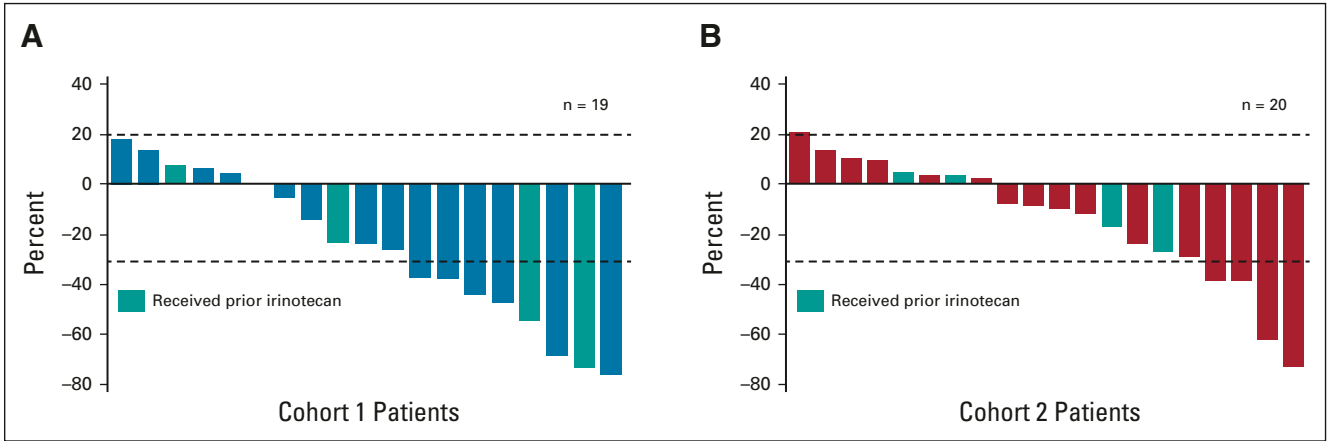 A
40
20
0
–20
–40
–60
–80
Percent
n = 19
Received prior irinotecan
Cohort 1 Patients
B
40
20
0
–20
–40
–60
–80
Percent
n = 20
Received prior irinotecan
Cohort 2 Patients